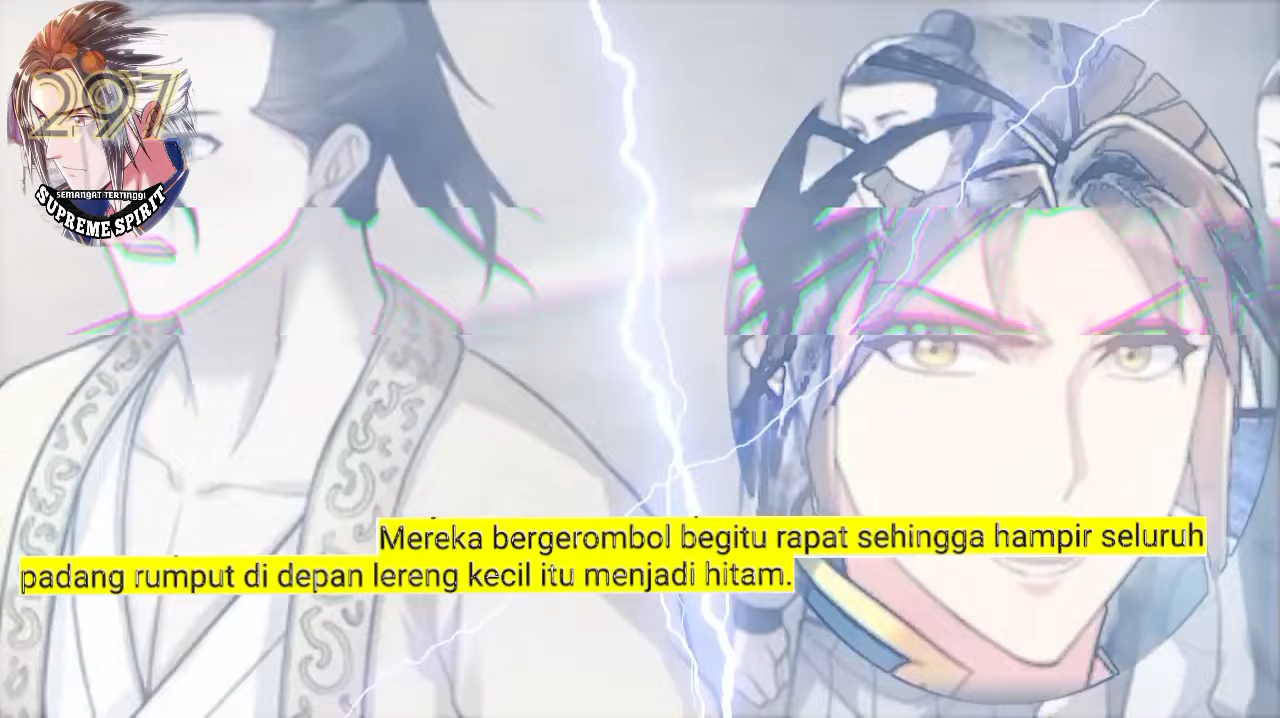 297
SEMANGAT TERTINGGI
SUPREME SPIRIT
Mereka bergerombol begitu rapat sehingga hampir seluruh
padang rumput di depan lereng kecil itu menjadi hitam.